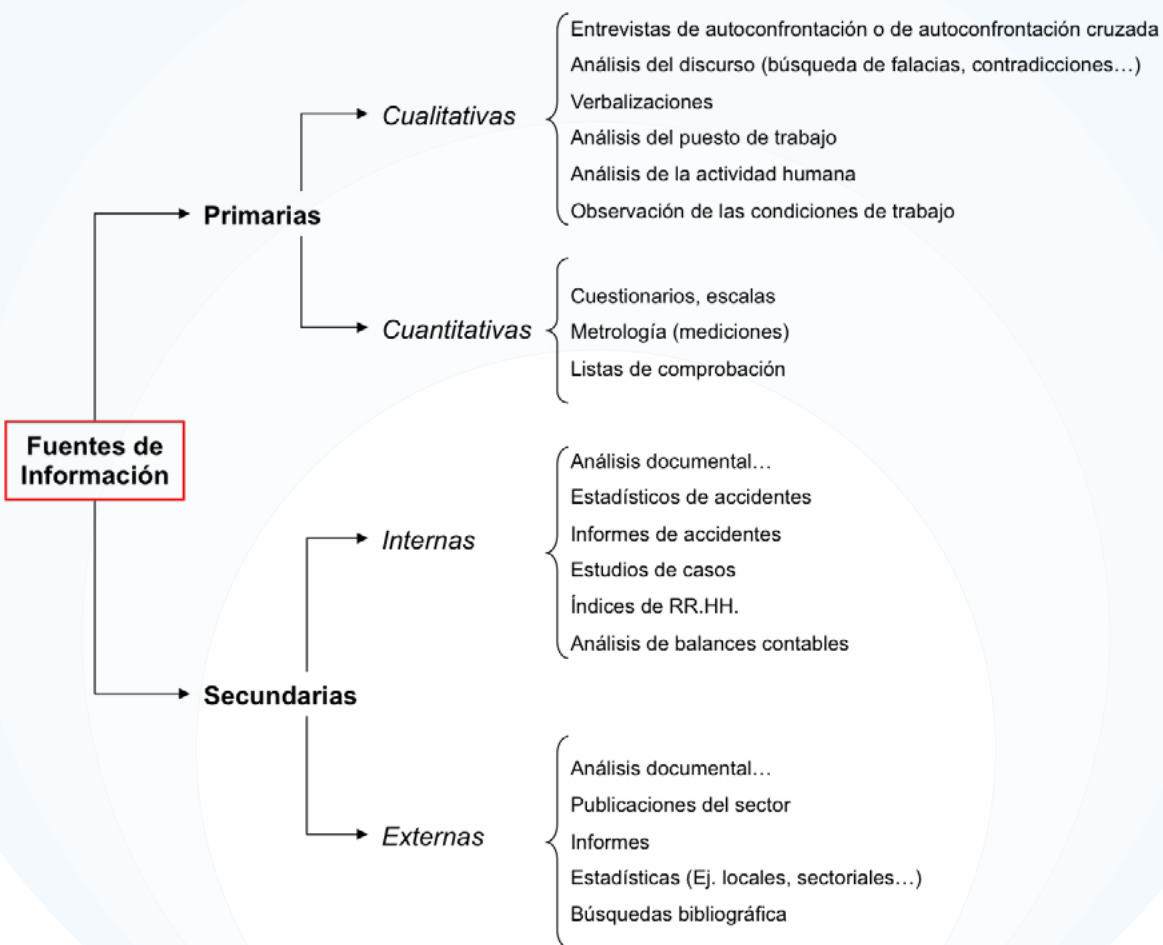 Fuentes de
Información
Primarias
Cualitativas
Entrevistas de autoconfrontación o de autoconfrontación cruzada
Análisis del discurso (búsqueda de falacias, contradicciones…)
Verbalizaciones
Análisis del puesto de trabajo
Análisis de la actividad humana
Observación de las condiciones de trabajo
Cuantitativas
Cuestionarios, escalas
Metrología (mediciones)
Listas de comprobación
Secundarias
Internas
Análisis documental…
Estadísticos de accidentes
Informes de accidentes
Estudios de casos
Índices de RR.HH.
Análisis de balances contables
Externas
Análisis documental…
Publicaciones del sector
Informes
Estadísticas (Ej. locales, sectoriales…)
Búsquedas bibliográfica